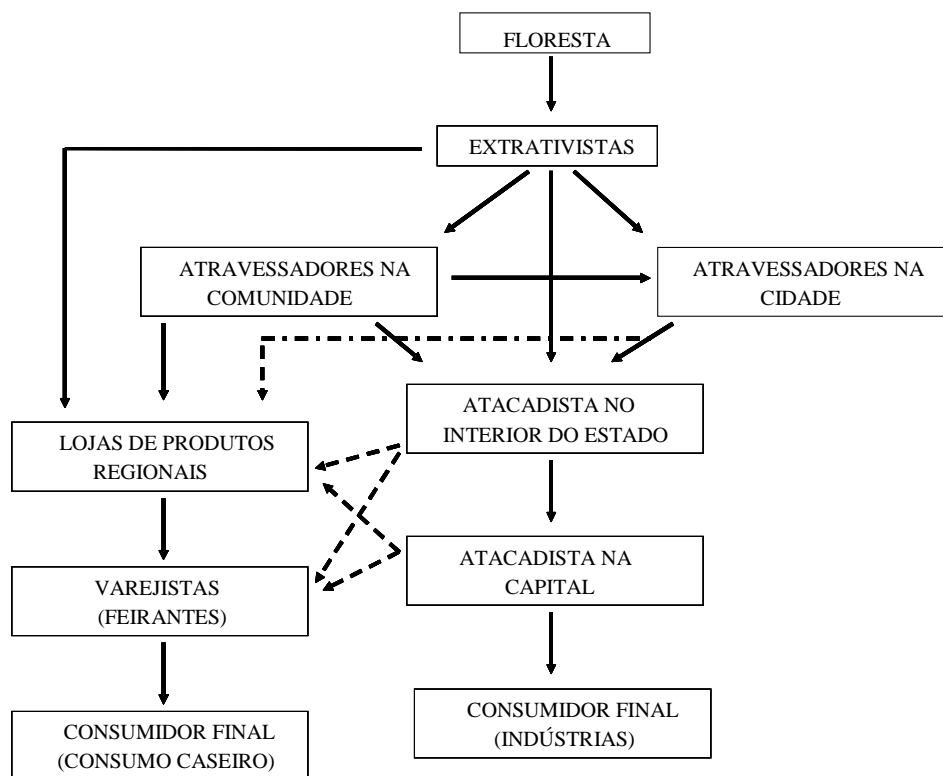 FLORESTA
EXTRATIVISTAS
ATRAVESSADORES NA
COMUNIDADE
ATRAVESSADORES NA
CIDADE
ATACADISTA NO
INTERIOR DO ESTADO
LOJAS DE PRODUTOS
REGIONAIS
ATACADISTA NA
CAPITAL
VAREJISTAS
(FEIRANTES)
CONSUMIDOR FINAL
(INDÚSTRIAS)
CONSUMIDOR FINAL
(CONSUMO CASEIRO)